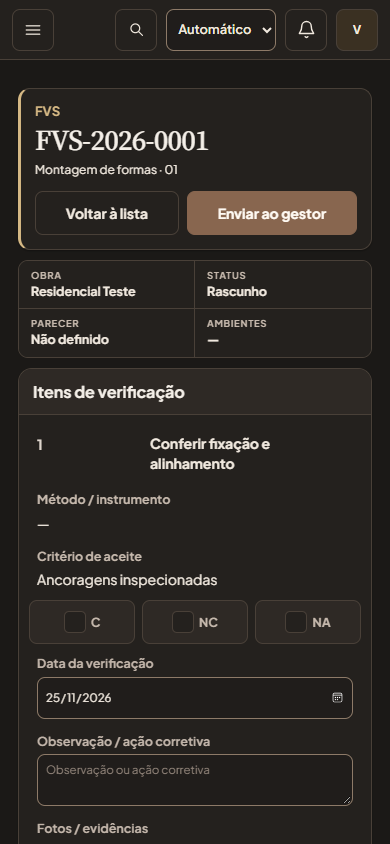 Automático
V
FVS
FVS-2026-0001
Montagem de formas · 01
Voltar à lista
Enviar ao gestor
OBRA
Residencial Teste
STATUS
Rascunho
PARECER
Não definido
AMBIENTES
—
Itens de verificação
1
Conferir fixação e
alinhamento
Método / instrumento
—
Critério de aceite
Ancoragens inspecionadas
C
NC
NA
Data da verificação
25/11/2026
Observação / ação corretiva
Observação ou ação corretiva
Fotos / evidências